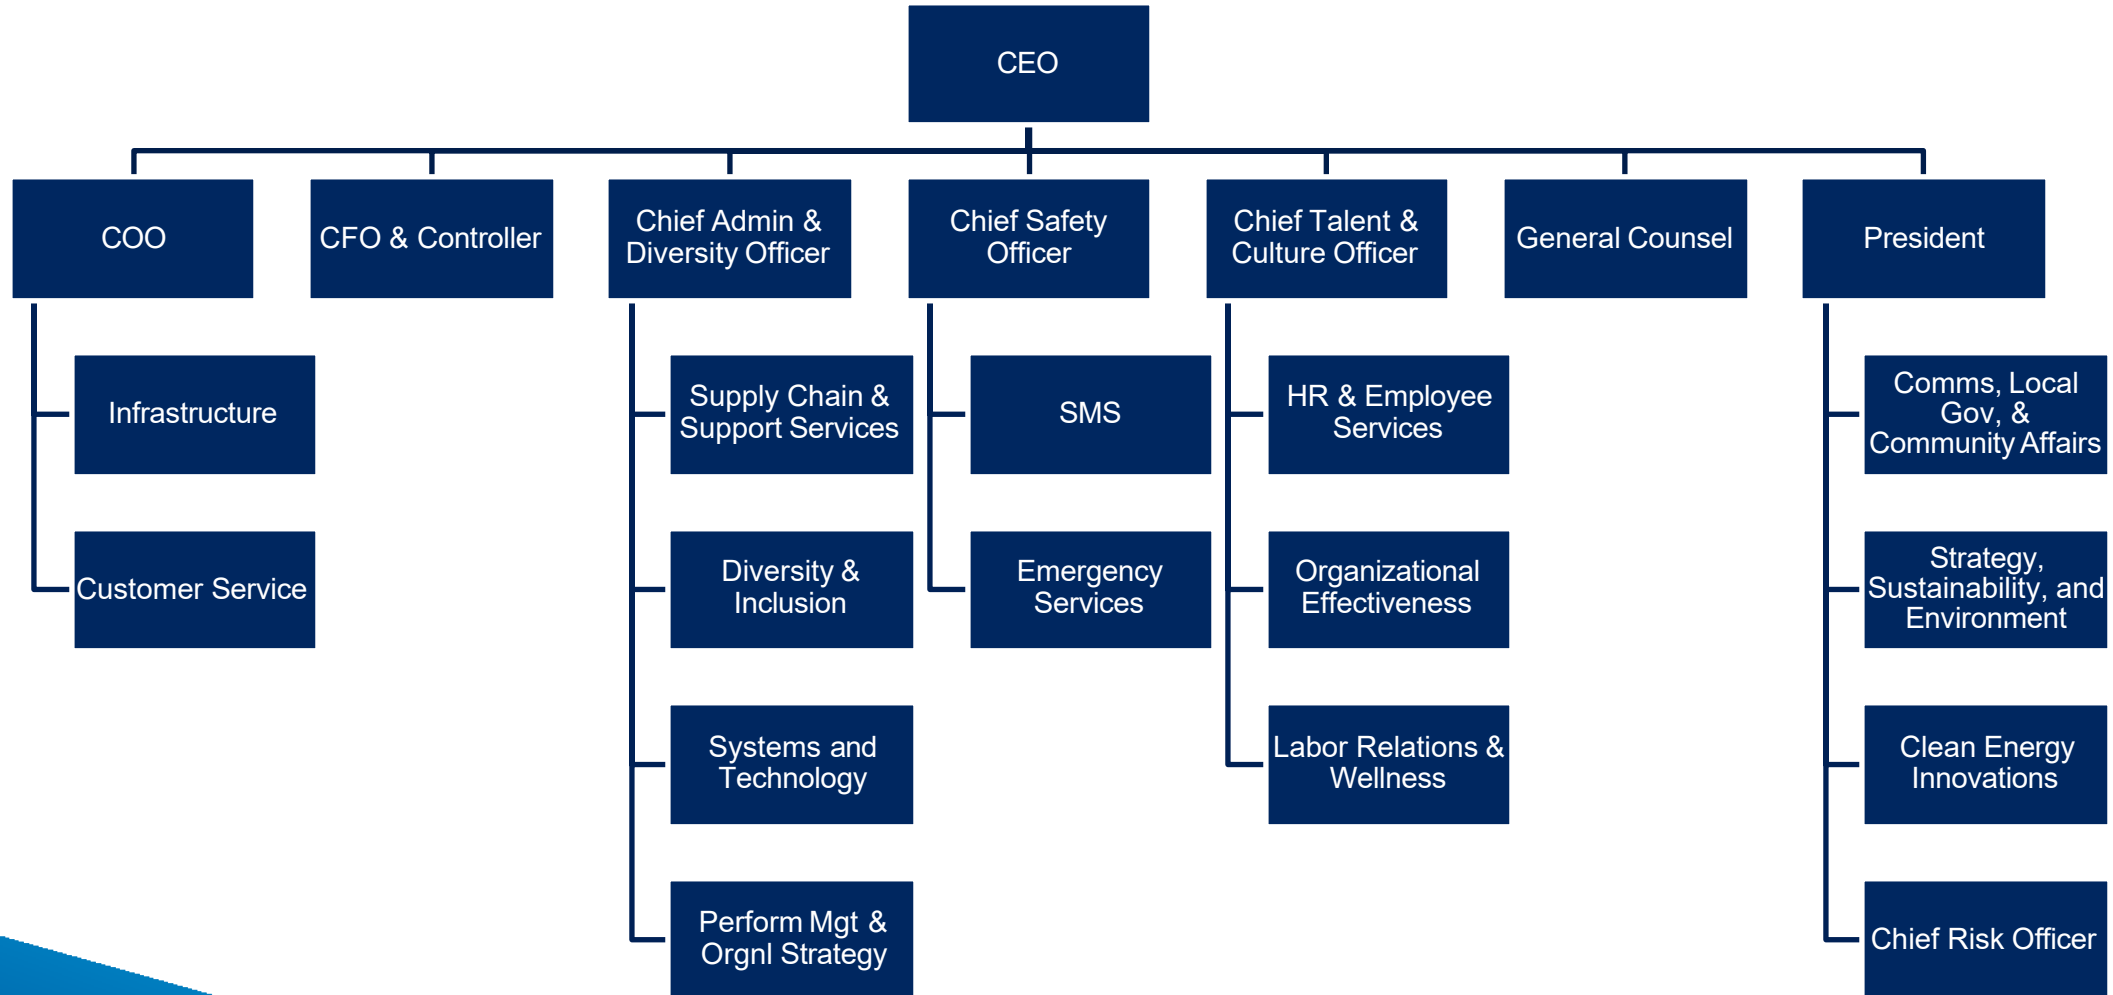 CEO
COO
CFO & Controller
Chief Admin &
Diversity Officer
Chief Safety
Officer
Chief Talent &
Culture Officer
General Counsel
President
Infrastructure
Supply Chain &
Support Services
SMS
HR & Employee
Services
Comms, Local
Gov, &
Community Affairs
Customer Service
Diversity &
Inclusion
Emergency
Services
Organizational
Effectiveness
Strategy,
Sustainability, and
Environment
Systems and
Technology
Labor Relations &
Wellness
Clean Energy
Innovations
Perform Mgt &
Orgnl Strategy
Chief Risk Officer